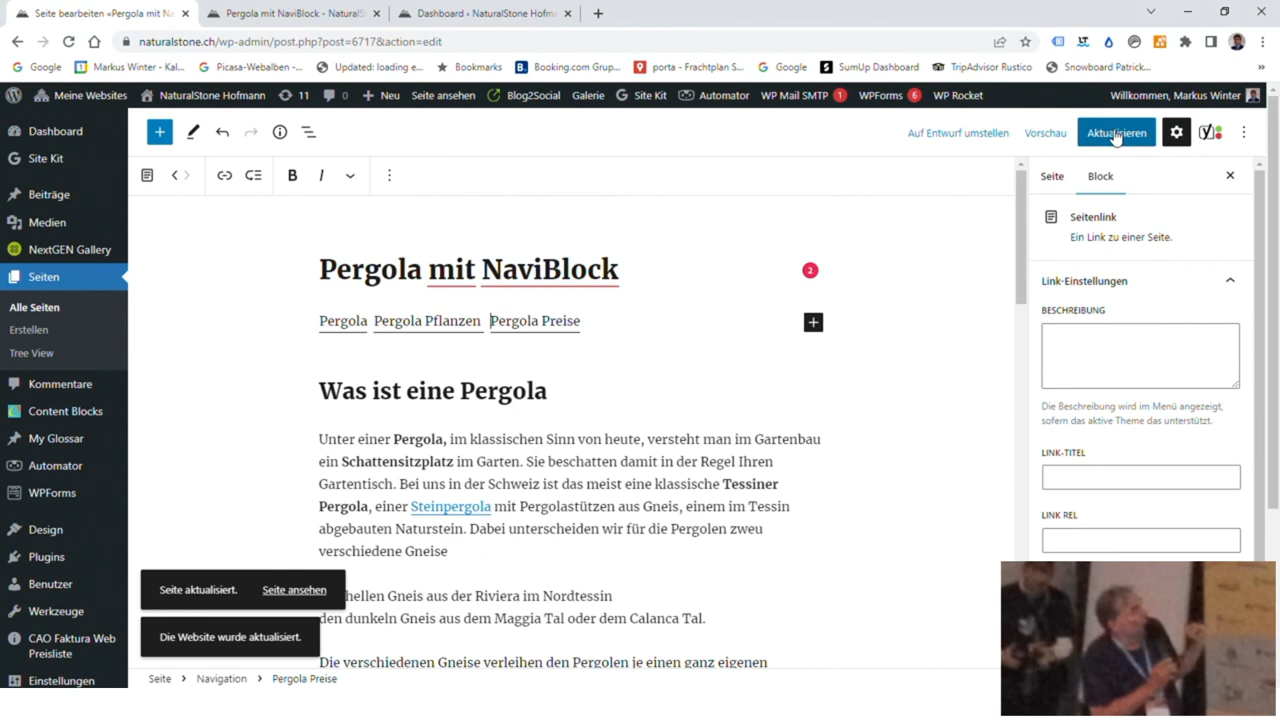 Seite bearbeiten «Pergola mit Na
Pergola mit NaviBlock - NaturalS
Dashboard ‹ NaturalStone Hofma
naturalstone.ch/wp-admin/post.php?post=6717&action=edit
Google
Markus Winter - Kal...
Picasa-Webalben -...
Updated: loading e...
Bookmarks
Booking.com Grup...
porta - Frachtplan S...
Google
SumUp Dashboard
TripAdvisor Rustico
Snowboard Patrick...
»
Meine Websites
NaturalStone Hofmann
11
0
Neu
Seite ansehen
Blog2Social
Galerie
Site Kit
Automator
WP Mail SMTP 1
WPForms 6
WP Rocket
Willkommen, Markus Winter
Dashboard
Site Kit
Beiträge
Medien
NextGEN Gallery
Seiten
Alle Seiten
Erstellen
Tree View
Kommentare
Content Blocks
My Glossar
Automator
WPForms
Design
Plugins
Benutzer
Werkzeuge
CAO Faktura Web
Preisliste
Einstellungen
Auf Entwurf umstellen
Vorschau
Aktualisieren
B I
Pergola mit NaviBlock
2
Pergola Pergola Pflanzen Pergola Preise
Was ist eine Pergola
Unter einer Pergola, im klassischen Sinn von heute, versteht man im Gartenbau
ein Schattensitzplatz im Garten. Sie beschatten damit in der Regel Ihren
Gartentisch. Bei uns in der Schweiz ist das meist eine klassische Tessiner
Pergola, einer Steinpergola mit Pergolastützen aus Gneis, einem im Tessin
abgebauten Naturstein. Dabei unterscheiden wir für die Pergolen zweu
verschiedene Gneise
hellen Gneis aus der Riviera im Nordtessin
den dunkeln Gneis aus dem Maggia Tal oder dem Calanca Tal.
Die verschiedenen Gneise verleihen den Pergolen je einen ganz eigenen
Seite aktualisiert.
Seite ansehen
Die Website wurde aktualisiert.
Seite
Navigation
Pergola Preise
Seite
Block
Seitenlink
Ein Link zu einer Seite.
Link-Einstellungen
BESCHREIBUNG
Die Beschreibung wird im Menü angezeigt,
sofern das aktive Theme das unterstützt.
LINK-TITEL
LINK REL